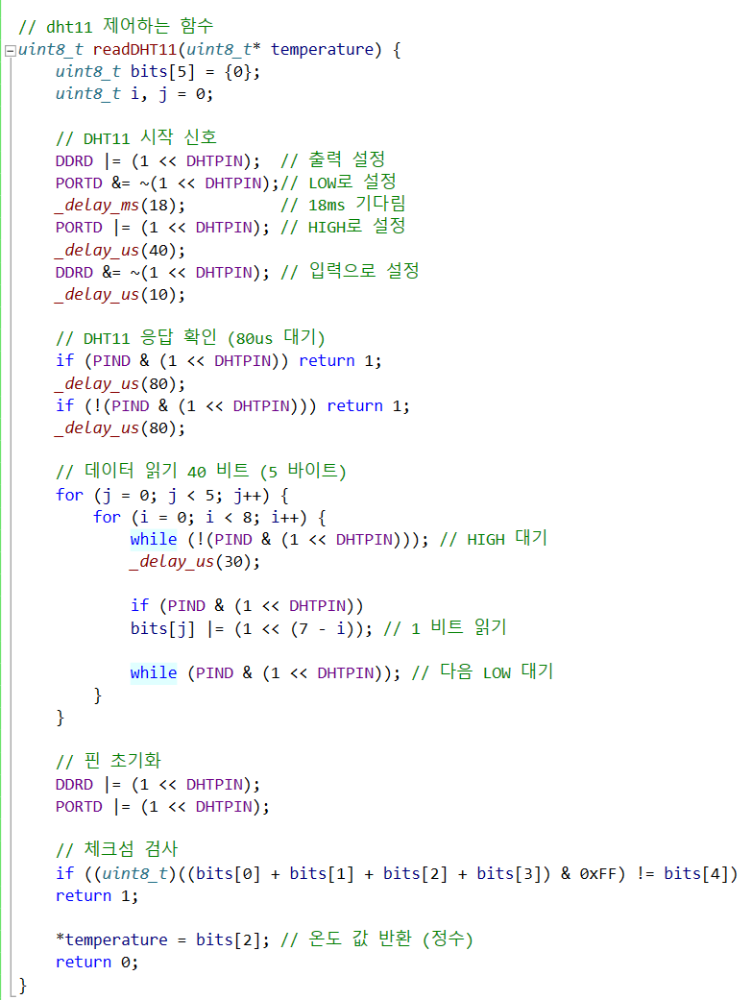 // dht11 제어하는 함수
uint8_t readDHT11(uint8_t* temperature) {
    uint8_t bits[5] = {0};
    uint8_t i, j = 0;

    // DHT11 시작 신호
    DDRD |= (1 << DHTPIN);  // 출력 설정
    PORTD &= ~(1 << DHTPIN);// LOW로 설정
    _delay_ms(18);          // 18ms 기다림
    PORTD |= (1 << DHTPIN); // HIGH로 설정
    _delay_us(40);
    DDRD &= ~(1 << DHTPIN); // 입력으로 설정
    _delay_us(10);

    // DHT11 응답 확인 (80us 대기)
    if (PIND & (1 << DHTPIN)) return 1;
    _delay_us(80);
    if (!(PIND & (1 << DHTPIN))) return 1;
    _delay_us(80);

    // 데이터 읽기 40 비트 (5 바이트)
    for (j = 0; j < 5; j++) {
        for (i = 0; i < 8; i++) {
            while (!(PIND & (1 << DHTPIN))); // HIGH 대기
            _delay_us(30);

            if (PIND & (1 << DHTPIN))
            bits[j] |= (1 << (7 - i)); // 1 비트 읽기

            while (PIND & (1 << DHTPIN)); // 다음 LOW 대기
        }
    }

    // 핀 초기화
    DDRD |= (1 << DHTPIN);
    PORTD |= (1 << DHTPIN);

    // 체크섬 검사
    if ((uint8_t)((bits[0] + bits[1] + bits[2] + bits[3]) & 0xFF) != bits[4])
    return 1;

    *temperature = bits[2]; // 온도 값 반환 (정수)
    return 0;
}